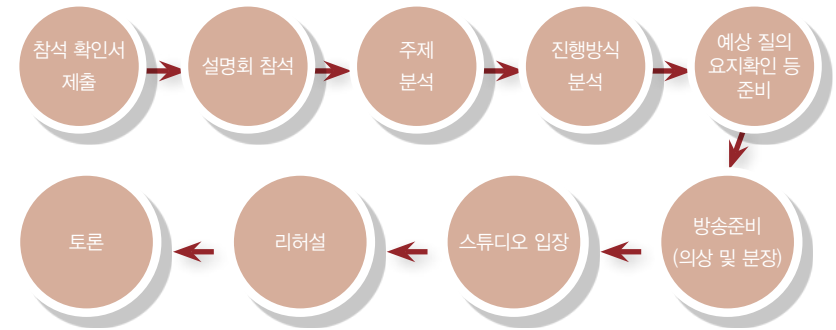 참석 확인서
제출
설명회 참석
주제
분석
진행방식
분석
예상 질의
요지확인 등
준비
방송준비
(의상 및 분장)
스튜디오 입장
리허설
토론